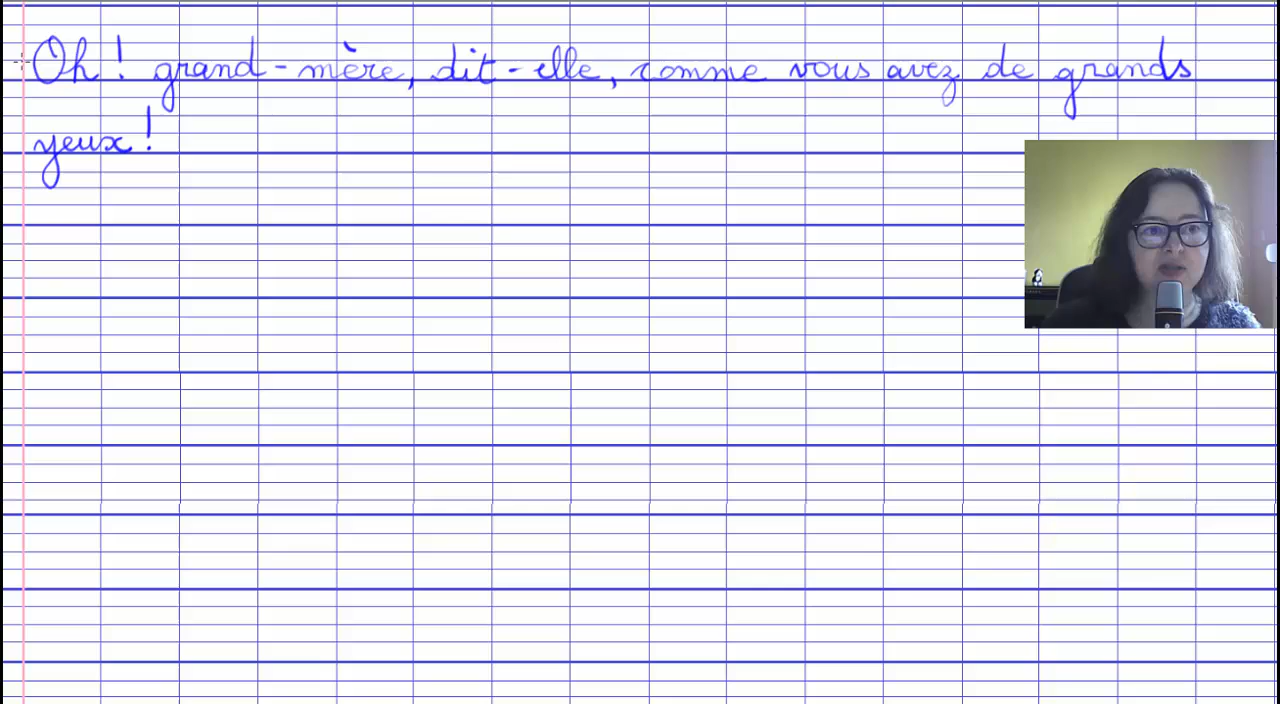 Oh ! grand-mère, dit-elle, comme vous avez de grands
yeux !